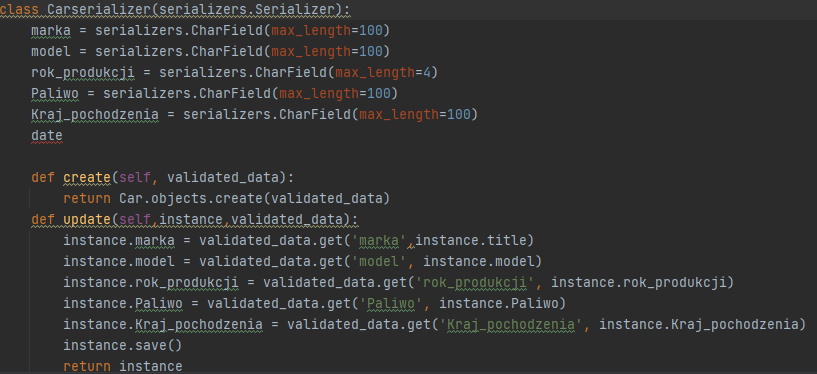 class Carserializer(serializers.Serializer):
    marka = serializers.CharField(max_length=100)
    model = serializers.CharField(max_length=100)
    rok_produkcji = serializers.CharField(max_length=4)
    Paliwo = serializers.CharField(max_length=100)
    Kraj_pochodzenia = serializers.CharField(max_length=100)
    date
    def create(self, validated_data):
        return Car.objects.create(validated_data)
    def update(self,instance,validated_data):
        instance.marka = validated_data.get('marka',instance.title)
        instance.model = validated_data.get('model', instance.model)
        instance.rok_produkcji = validated_data.get('rok_produkcji', instance.rok_produkcji)
        instance.Paliwo = validated_data.get('Paliwo', instance.Paliwo)
        instance.Kraj_pochodzenia = validated_data.get('Kraj_pochodzenia', instance.Kraj_pochodzenia)
        instance.save()
        return instance